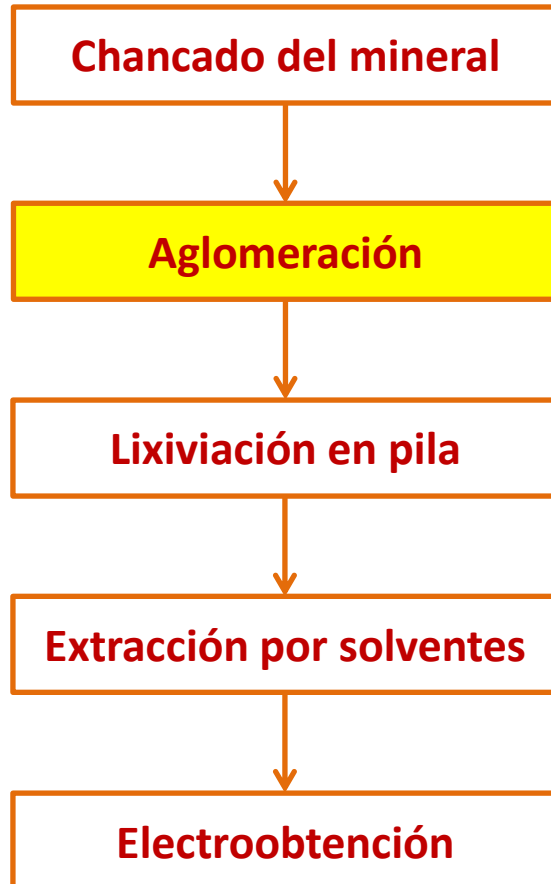 Chancado del mineral
Aglomeración
Lixiviación en pila
Extracción por solventes
Electroobtención